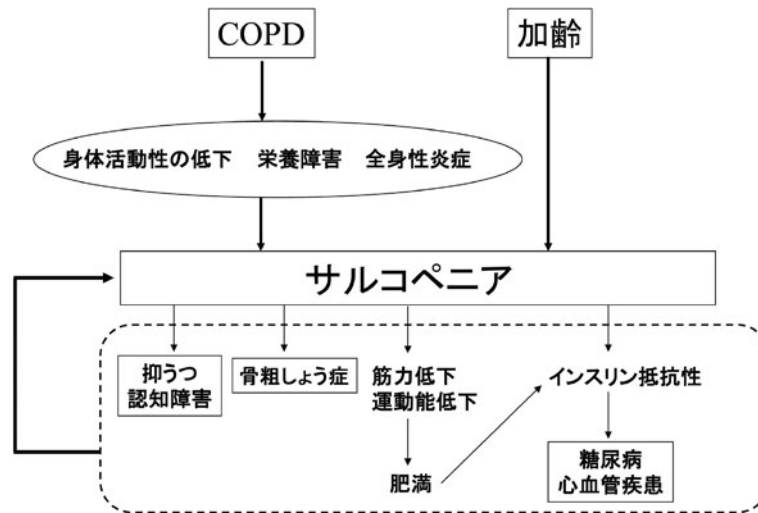 COPD
加齢
身体活動性の低下 栄養障害 全身性炎症
サルコペニア
抑うつ
認知障害
骨粗しょう症
筋力低下
運動能低下
インスリン抵抗性
肥満
糖尿病
心血管疾患